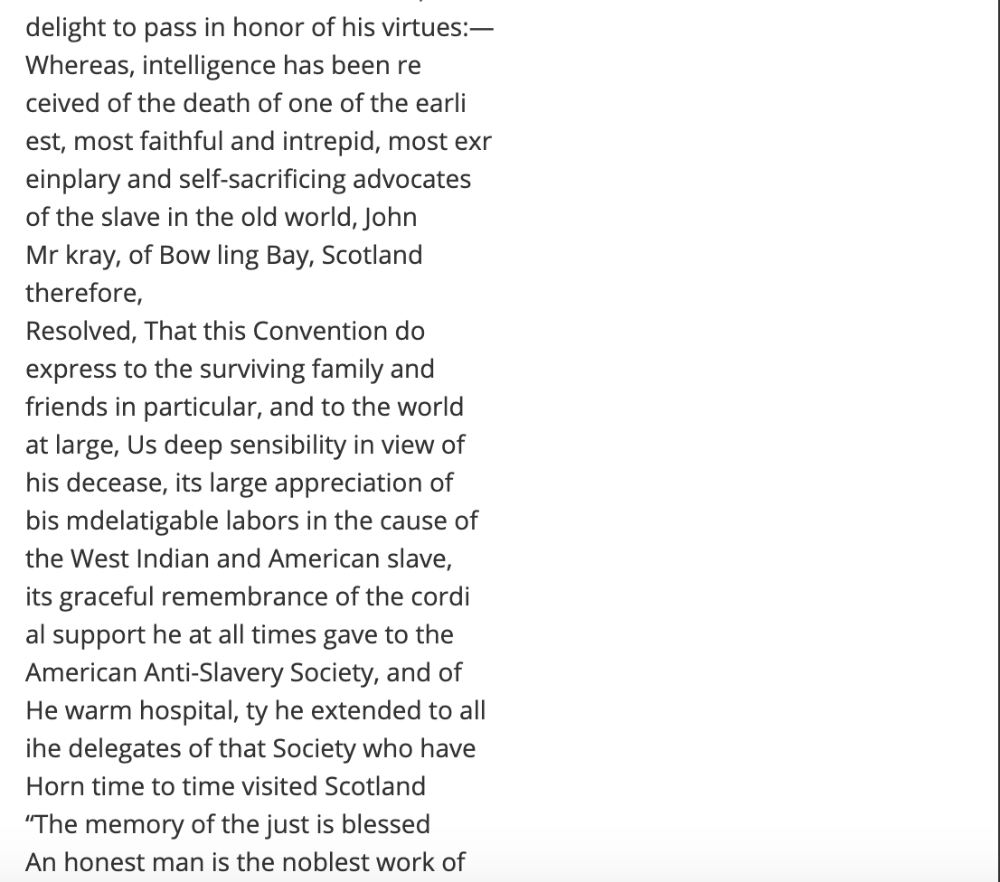 delight to pass in honor of his virtues:—
Whereas, intelligence has been re
ceived of the death of one of the earli
est, most faithful and intrepid, most exr
einplary and self-sacrificing advocates
of the slave in the old world, John
Mr kray, of Bow ling Bay, Scotland
therefore,
Resolved, That this Convention do
express to the surviving family and
friends in particular, and to the world
at large, Us deep sensibility in view of
his decease, its large appreciation of
bis mdelatigable labors in the cause of
the West Indian and American slave,
its graceful remembrance of the cordi
al support he at all times gave to the
American Anti-Slavery Society, and of
He warm hospital, ty he extended to all
ihe delegates of that Society who have
Horn time to time visited Scotland
“The memory of the just is blessed
An honest man is the noblest work of